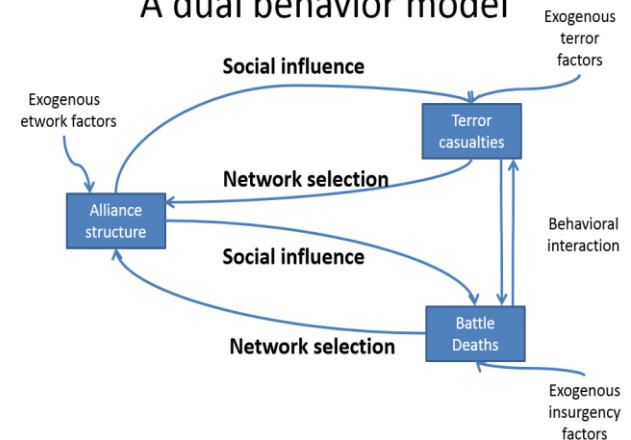 A dual behavior model
Exogenous
terror
factors
Social influence
Exogenous
etwork factors
Terror
casualties
Network selection
Alliance
structure
Behavioral
interaction
Social influence
Battle
Deaths
Network selection
Exogenous
insurgency
factors